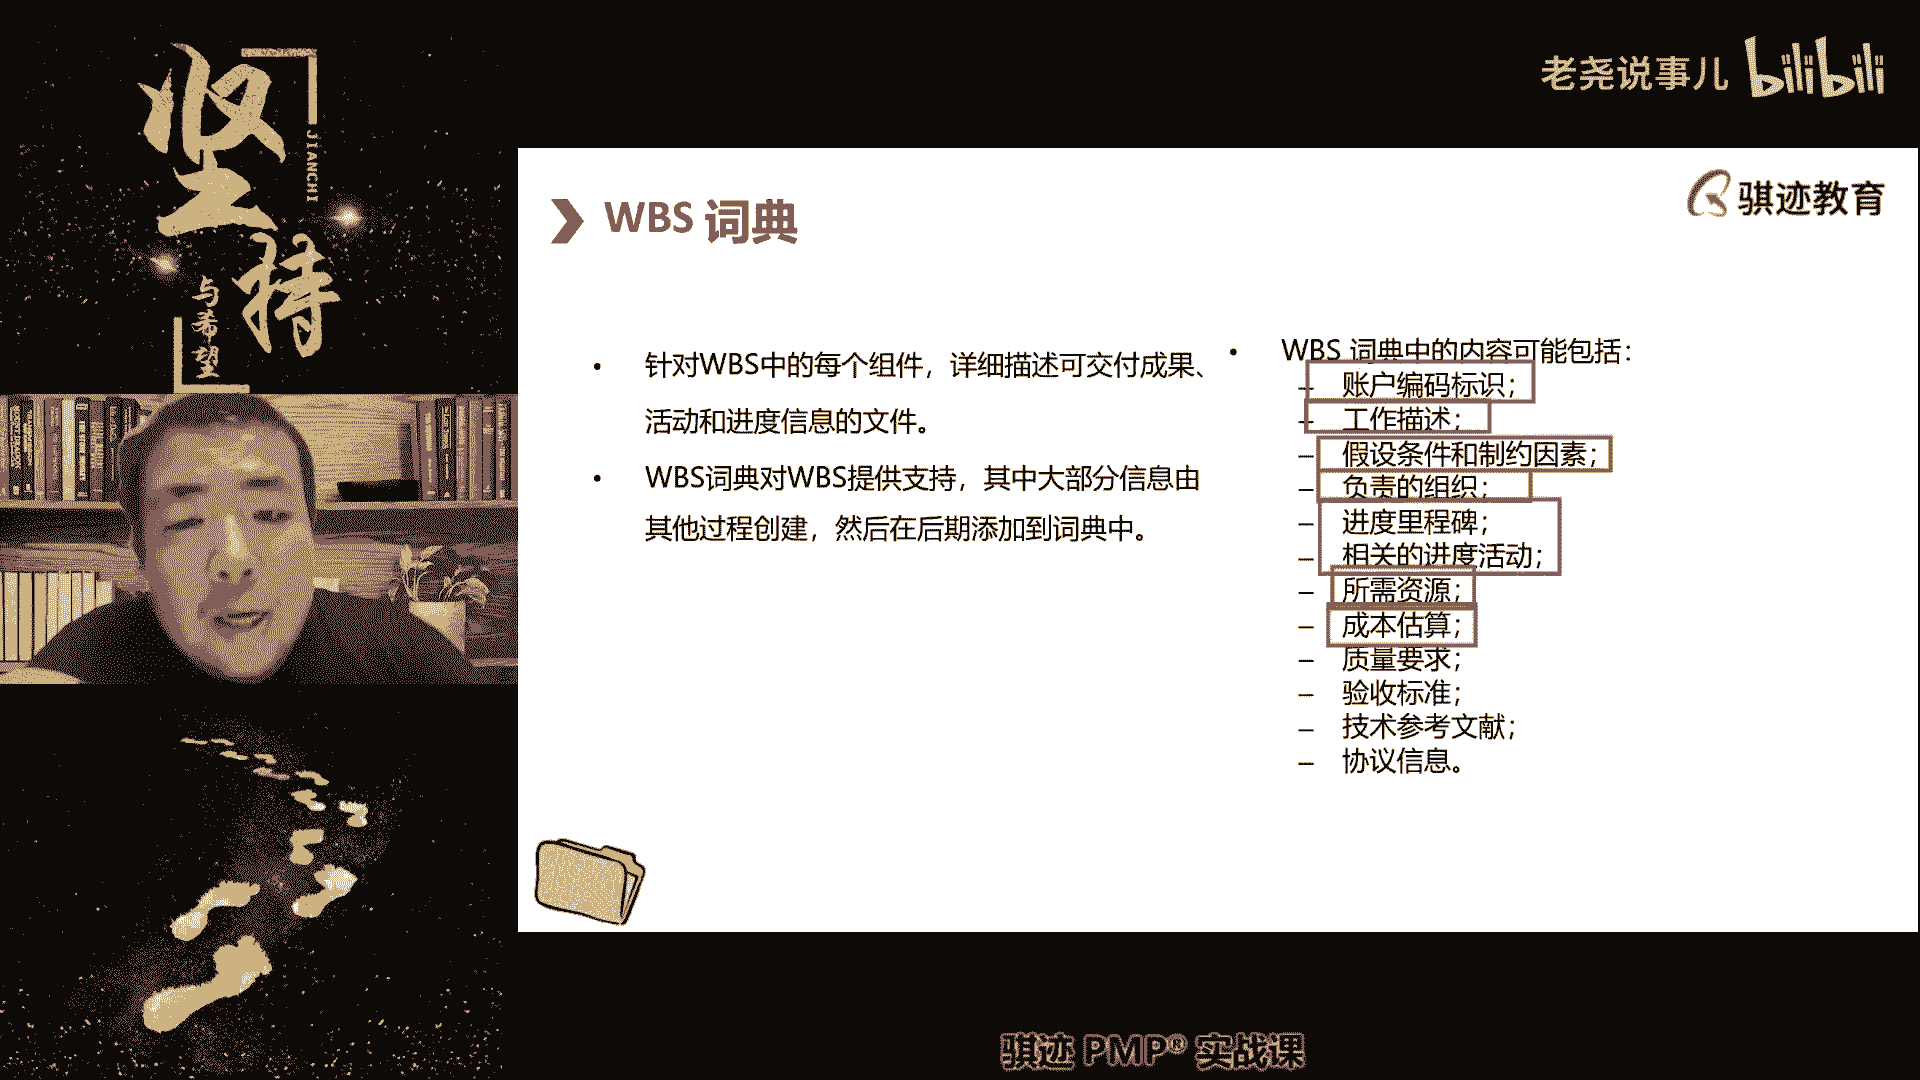 坚持
JIANCHI
与希望
老尧说事儿 bilibili
骐迹教育
WBS 词典
• 针对WBS中的每个组件，详细描述可交付成果、
活动和进度信息的文件。
• WBS词典对WBS提供支持，其中大部分信息由
其他过程创建，然后在后期添加到词典中。
• WBS 词典中的内容可能包括：
– 账户编码标识；
– 工作描述；
– 假设条件和制约因素；
– 负责的组织；
– 进度里程碑；
– 相关的进度活动；
– 所需资源；
– 成本估算；
– 质量要求；
– 验收标准；
– 技术参考文献；
– 协议信息。
骐迹 PMP® 实战课